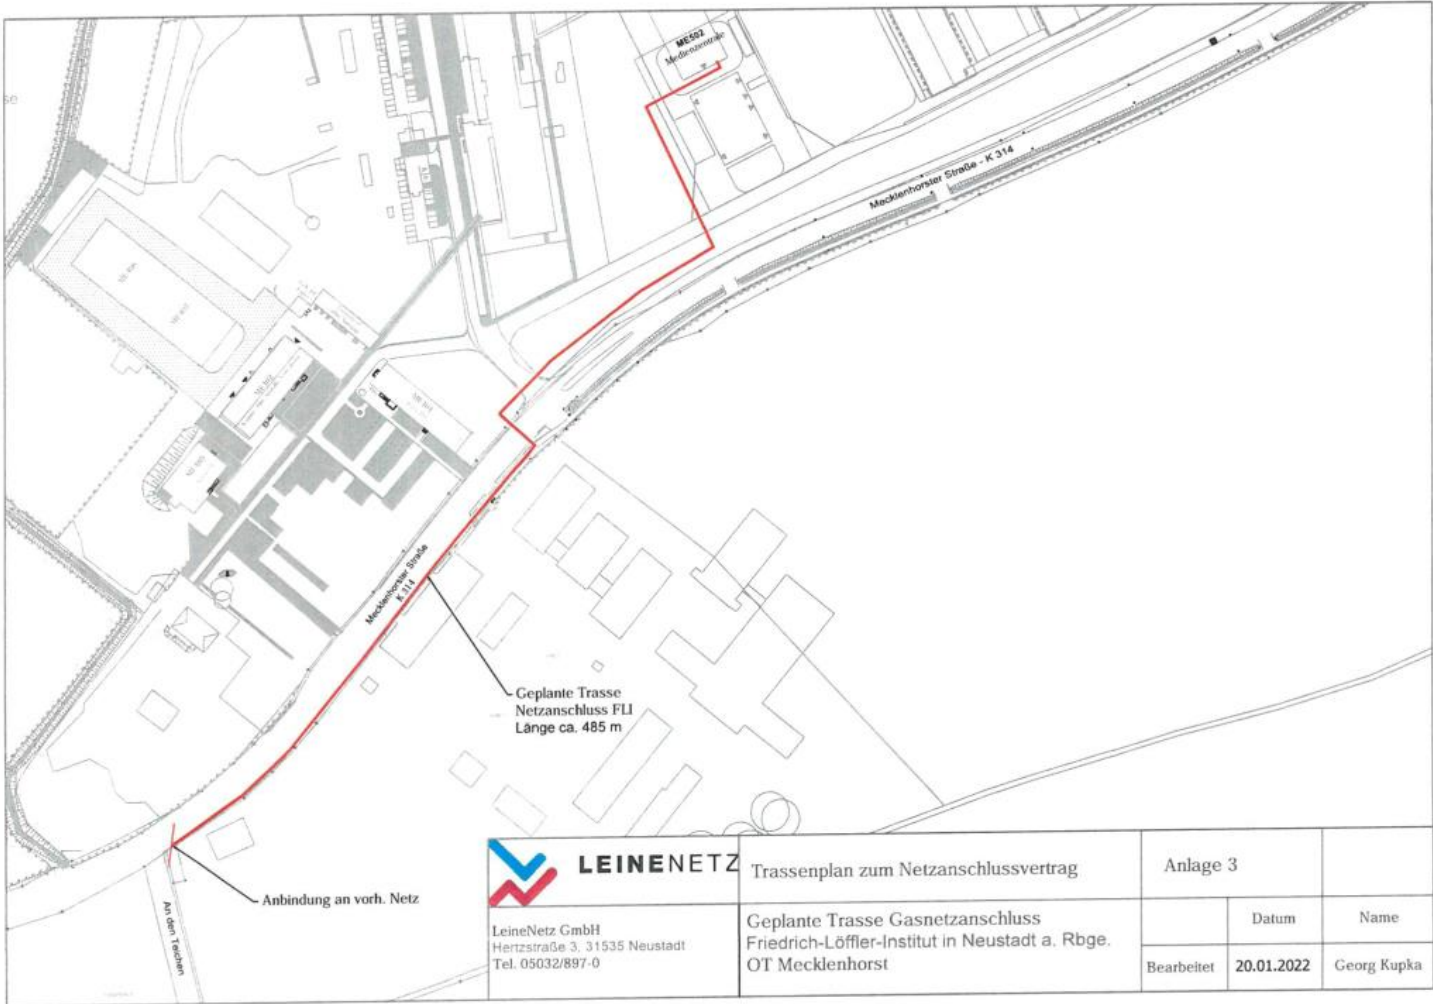 ME502
Medienzentrale
Mecklenhorster Straße - K 314
Mecklenhorster Straße
K 314
Geplante Trasse
Netzanschluss FLI
Länge ca. 485 m
Anbindung an vorh. Netz
An den Teichen
LEINENETZ
LeineNetz GmbH
Hertzstraße 3, 31535 Neustadt
Tel. 05032/897-0
Trassenplan zum Netzanschlussvertrag
Anlage 3
Geplante Trasse Gasnetzanschluss
Friedrich-Löffler-Institut in Neustadt a. Rbge.
OT Mecklenhorst
Datum
Name
Bearbeitet
20.01.2022
Georg Kupka